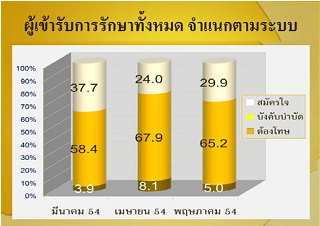 ผู้เข้ารับการรักษาทั้งหมด จำแนกตามระบบ
100%
90%
80%
70%
60%
50%
40%
30%
20%
10%
0%
37.7 24.0 29.9
58.4 67.9 65.2
3.9 8.1 5.0
มีนาคม 54 เมษายน 54 พฤษภาคม 54
สมัครใจ
บังคับบำบัด
ต้องโทษ